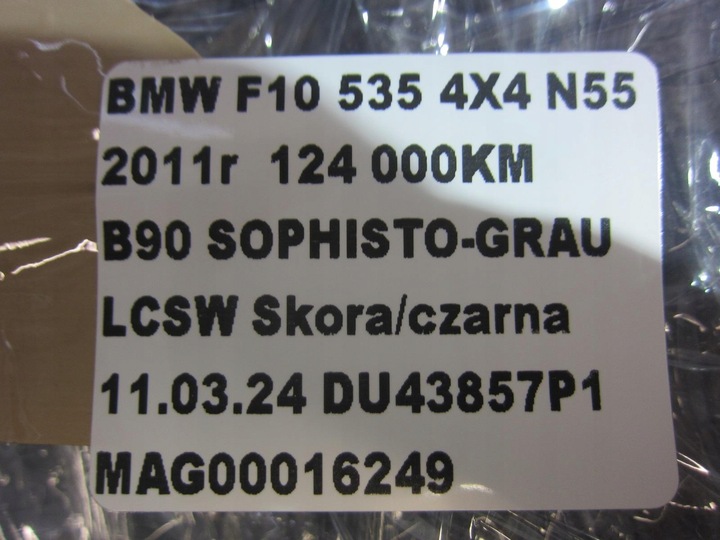 BMW F10 535 4X4 N55
2011r 124 000KM
B90 SOPHISTO-GRAU
LCSW Skora/czarna
11.03.24 DU43857P1
MAG00016249